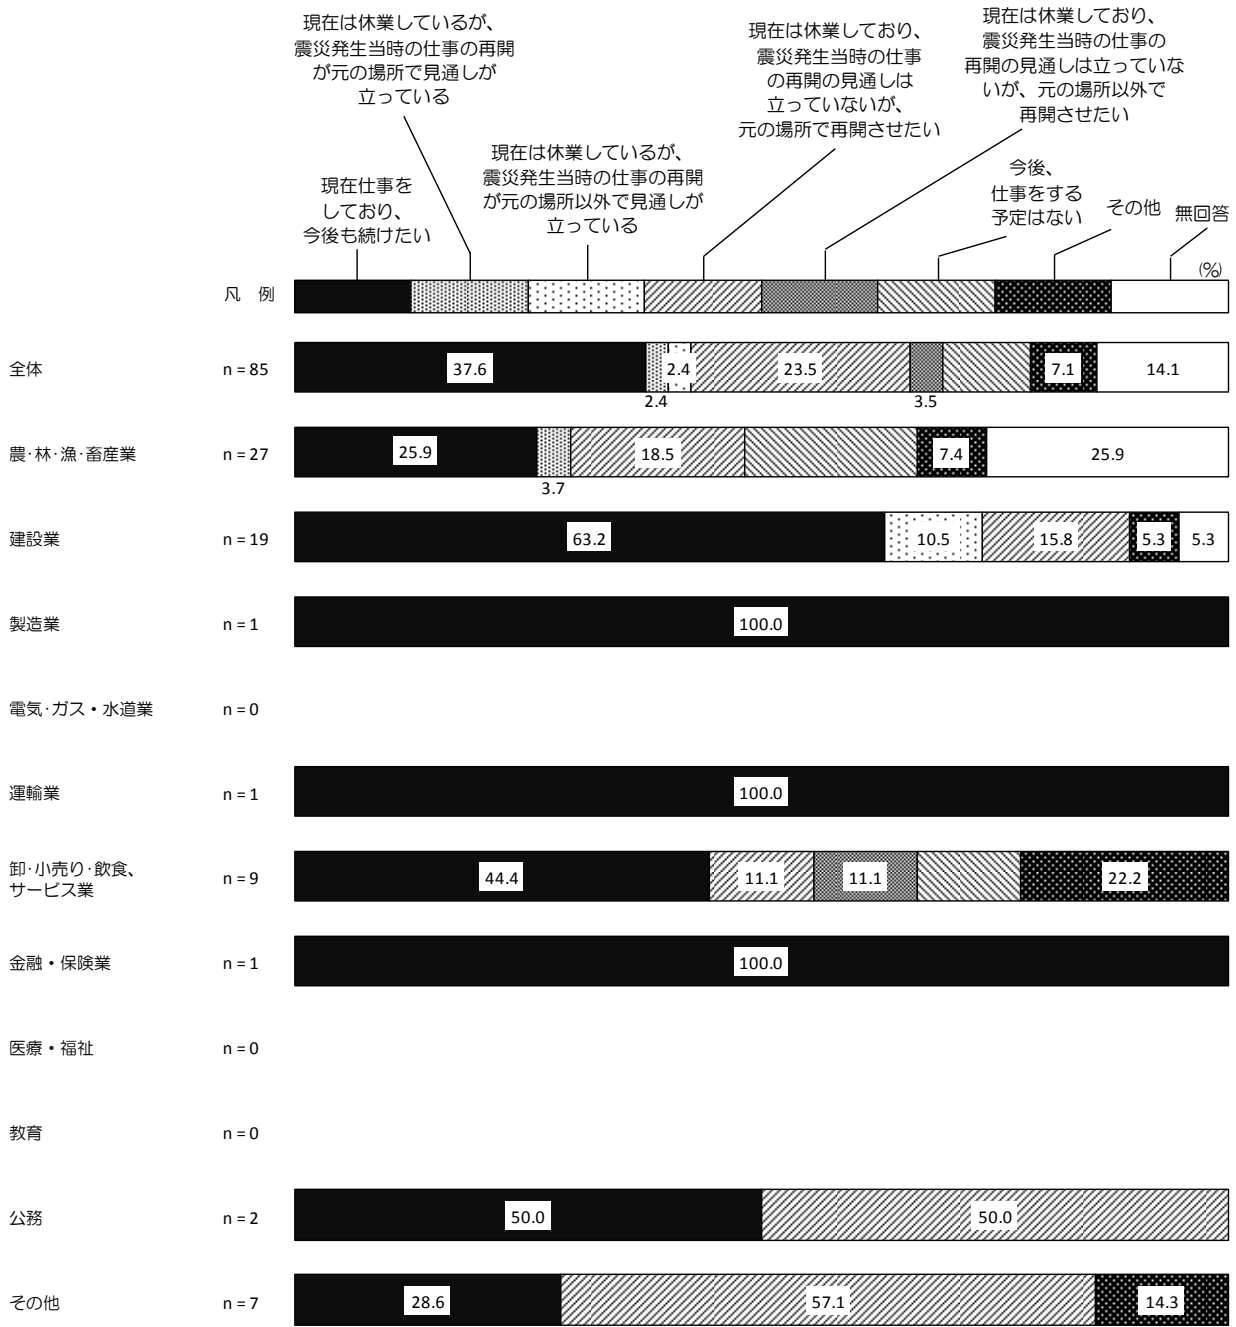 現在は休業しているが、
震災発生当時の仕事の再開
が元の場所で見通しが
立っている
現在は休業しており、
震災発生当時の仕事
の再開の見通しは
立っていないが、
元の場所で再開させたい
現在は休業しており、
震災発生当時の仕事の
再開の見通しは立っていな
いが、元の場所以外で
再開させたい
現在仕事を
しており、
今後も続けたい
現在は休業しているが、
震災発生当時の仕事の再開
が元の場所以外で見通しが
立っている
今後、
仕事をする
予定はない
その他
無回答
(%)
凡 例
全体 n = 85 37.6 2.4 23.5 7.1 14.1
2.4 3.5
農・林・漁・畜産業 n = 27 25.9 18.5 7.4 25.9
3.7
建設業 n = 19 63.2 10.5 15.8 5.3 5.3
製造業 n = 1 100.0
電気・ガス・水道業 n = 0
運輸業 n = 1 100.0
卸・小売り・飲食、
サービス業 n = 9 44.4 11.1 11.1 22.2
金融・保険業 n = 1 100.0
医療・福祉 n = 0
教育 n = 0
公務 n = 2 50.0 50.0
その他 n = 7 28.6 57.1 14.3